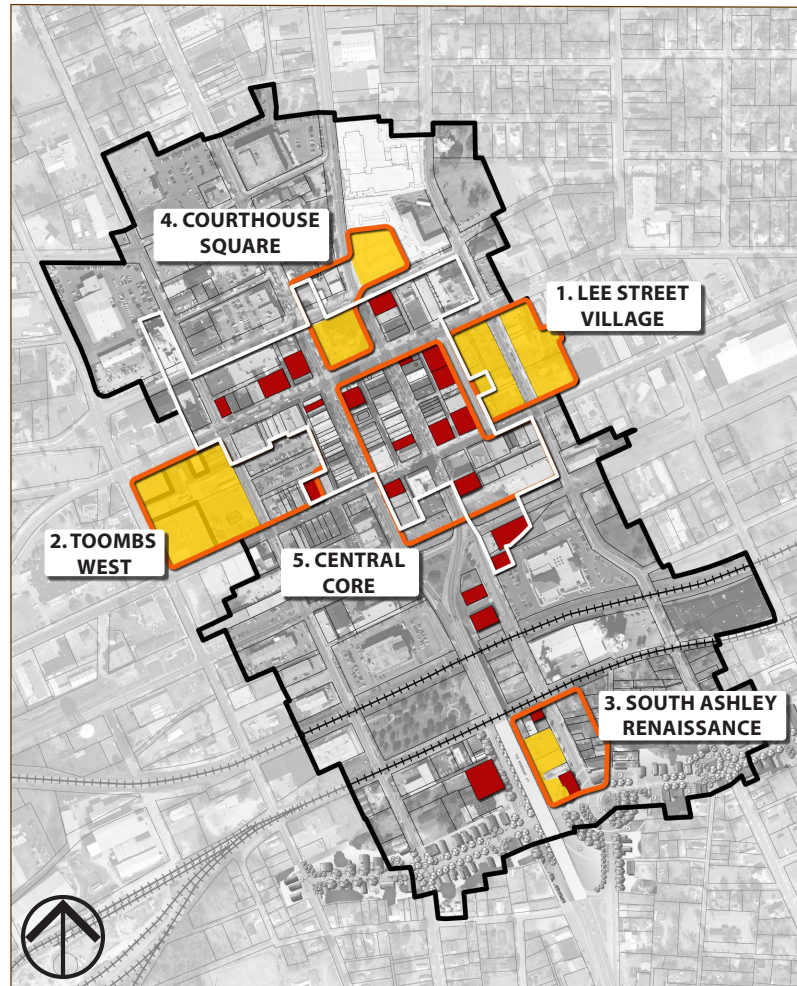 4. COURTHOUSE
SQUARE
1. LEE STREET
VILLAGE
2. TOOMBS
WEST
5. CENTRAL
CORE
3. SOUTH ASHLEY
RENAISSANCE